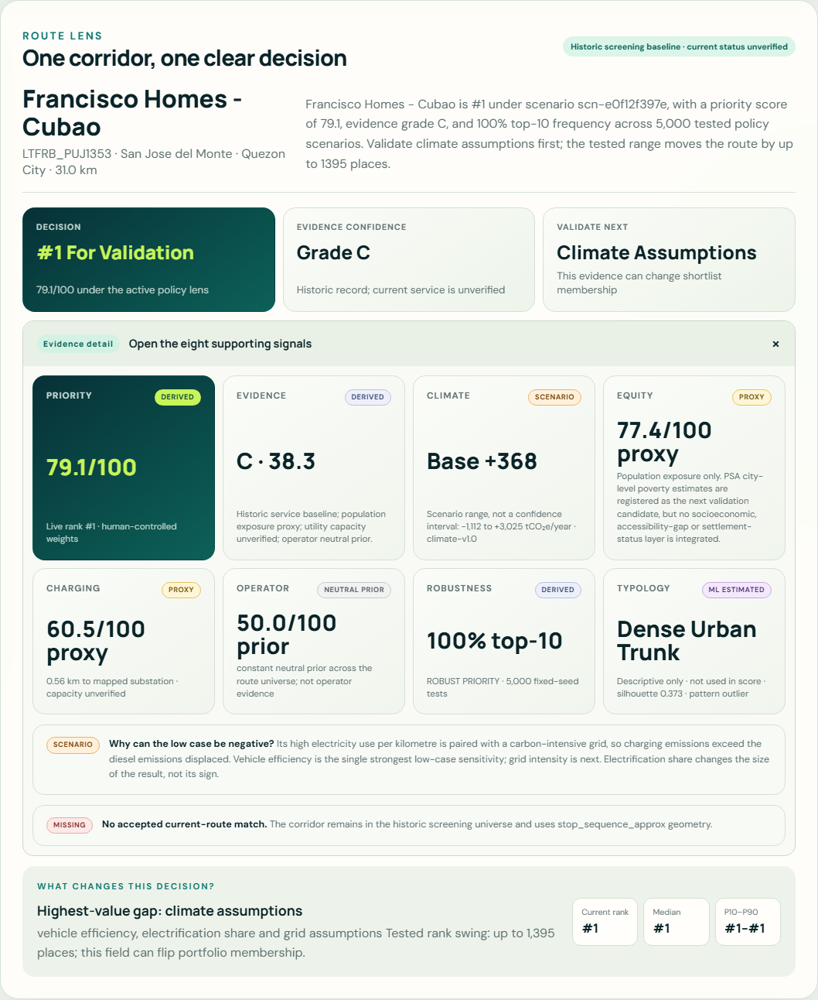 ROUTE LENS
One corridor, one clear decision
Historic screening baseline · current status unverified
Francisco Homes -
Cubao
LTFRB_PUJ1353 · San Jose del Monte · Quezon
City · 31.0 km
Francisco Homes - Cubao is #1 under scenario scn-e0f12f397e, with a priority score
of 79.1, evidence grade C, and 100% top-10 frequency across 5,000 tested policy
scenarios. Validate climate assumptions first; the tested range moves the route by up
to 1395 places.
DECISION
#1 For Validation
79.1/100 under the active policy lens
EVIDENCE CONFIDENCE
Grade C
Historic record; current service is unverified
VALIDATE NEXT
Climate Assumptions
This evidence can change shortlist
membership
Evidence detail
Open the eight supporting signals
×
PRIORITY
DERIVED
79.1/100
Live rank #1 · human-controlled
weights
EVIDENCE
DERIVED
C · 38.3
Historic service baseline; population
exposure proxy; utility capacity
unverified; operator neutral prior.
CLIMATE
SCENARIO
Base +368
Scenario range, not a confidence
interval: -1,112 to +3,025 tCO₂e/year ·
climate-v1.0
EQUITY
PROXY
77.4/100
proxy
Population exposure only. PSA city-
level poverty estimates are
registered as the next validation
candidate, but no socioeconomic,
accessibility-gap or settlement-
status layer is integrated.
CHARGING
PROXY
60.5/100
proxy
0.56 km to mapped substation ·
capacity unverified
OPERATOR
NEUTRAL PRIOR
50.0/100
prior
constant neutral prior across the
route universe; not operator
evidence
ROBUSTNESS
DERIVED
100% top-10
ROBUST PRIORITY · 5,000 fixed-seed
tests
TYPOLOGY
ML ESTIMATED
Dense Urban
Trunk
Descriptive only · not used in score ·
silhouette 0.373 · pattern outlier
SCENARIO
Why can the low case be negative? Its high electricity use per kilometre is paired with a carbon-intensive grid, so charging emissions exceed the
diesel emissions displaced. Vehicle efficiency is the single strongest low-case sensitivity; grid intensity is next. Electrification share changes the size
of the result, not its sign.
MISSING
No accepted current-route match. The corridor remains in the historic screening universe and uses stop_sequence_approx geometry.
WHAT CHANGES THIS DECISION?
Highest-value gap: climate assumptions
vehicle efficiency, electrification share and grid assumptions Tested rank swing: up to 1,395
places; this field can flip portfolio membership.
Current rank
#1
Median
#1
P10–P90
#1–#1